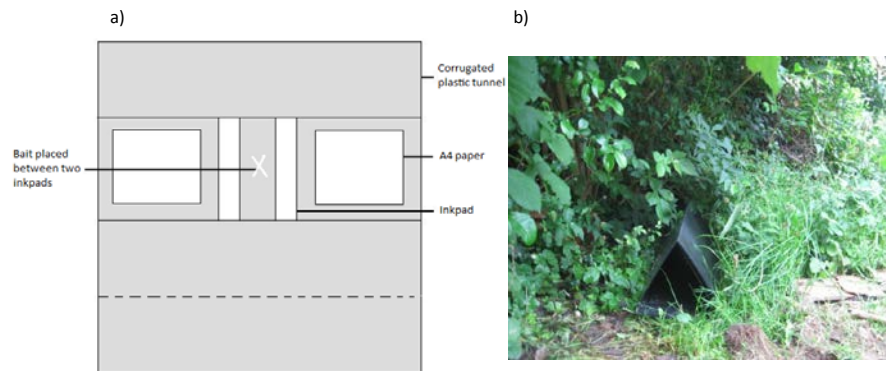 a)
b)
Corrugated
plastic tunnel
Bait placed
between two
inkpads
X
A4 paper
Inkpad